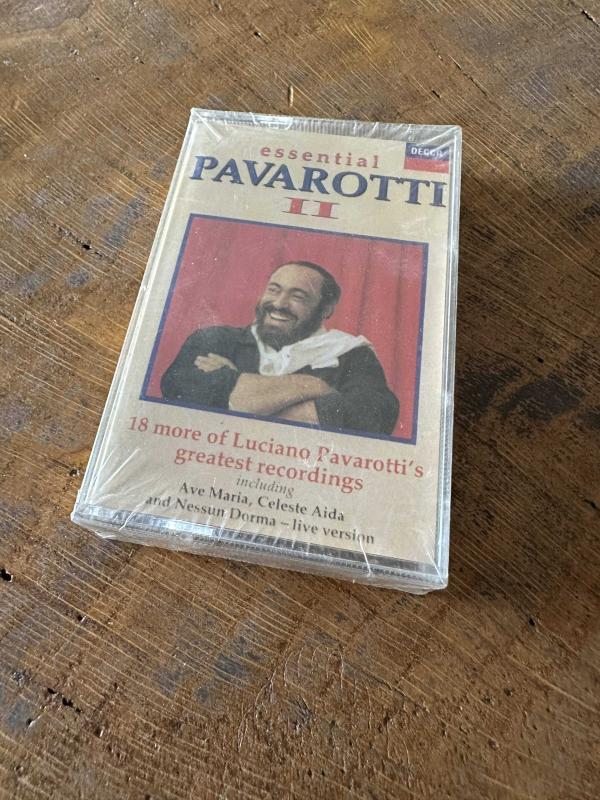 essential
DECCA
PAVAROTTI
II
18 more of Luciano Pavarotti's
greatest recordings
including
Ave Maria, Celeste Aida
and Nessun Dorma – live version